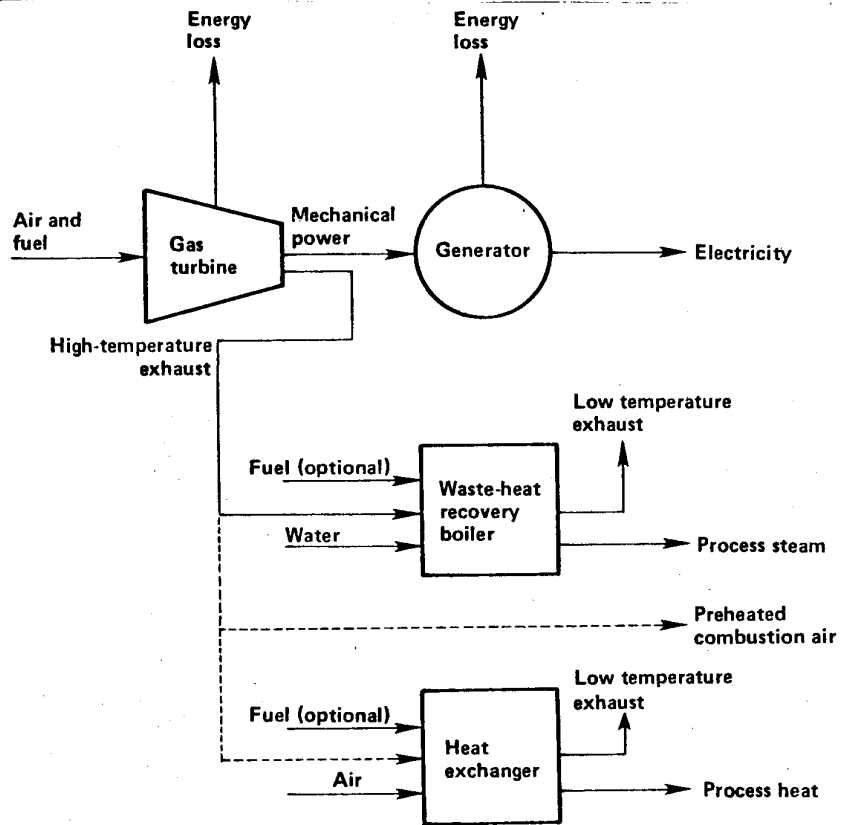 Energy
loss
Energy
loss
Air and
fuel
Gas
turbine
Mechanical
power
Generator
Electricity
High-temperature
exhaust
Low temperature
exhaust
Fuel (optional)
Waste-heat
recovery
boiler
Water
Process steam
Preheated
combustion air
Low temperature
exhaust
Fuel (optional)
Heat
exchanger
Air
Process heat